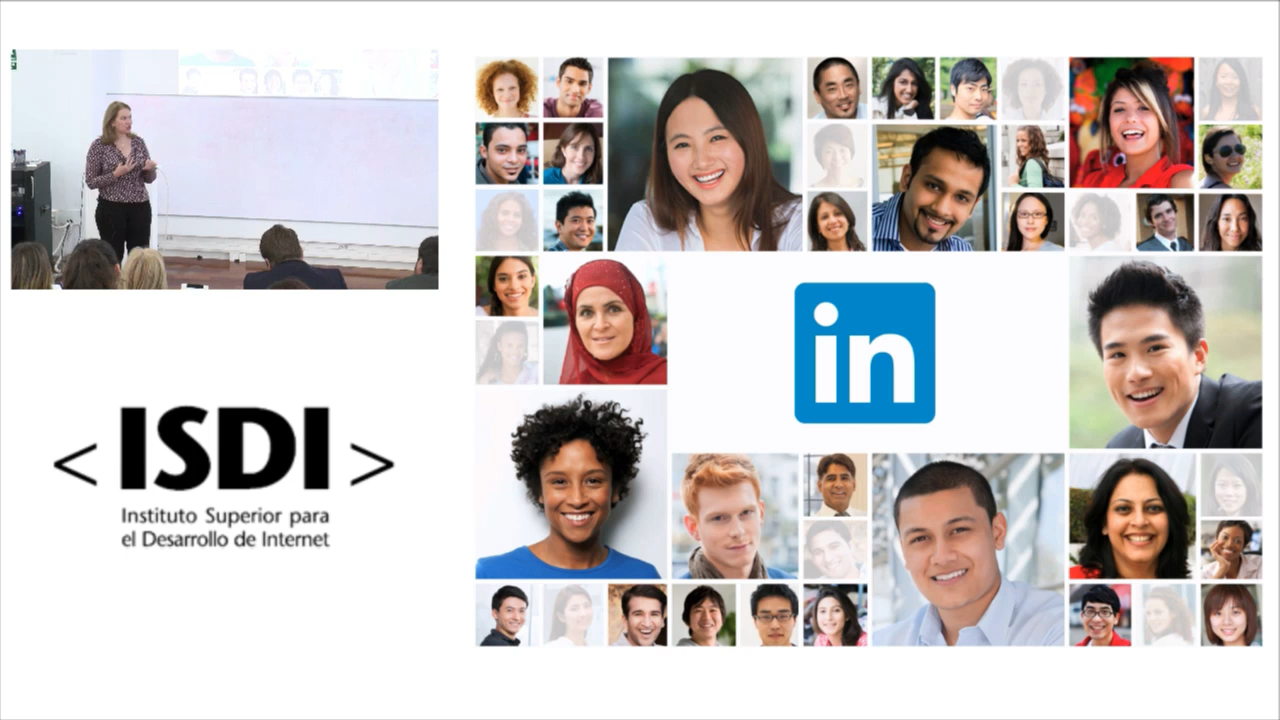 <ISDI>
Instituto Superior para
el Desarrollo de Internet
in